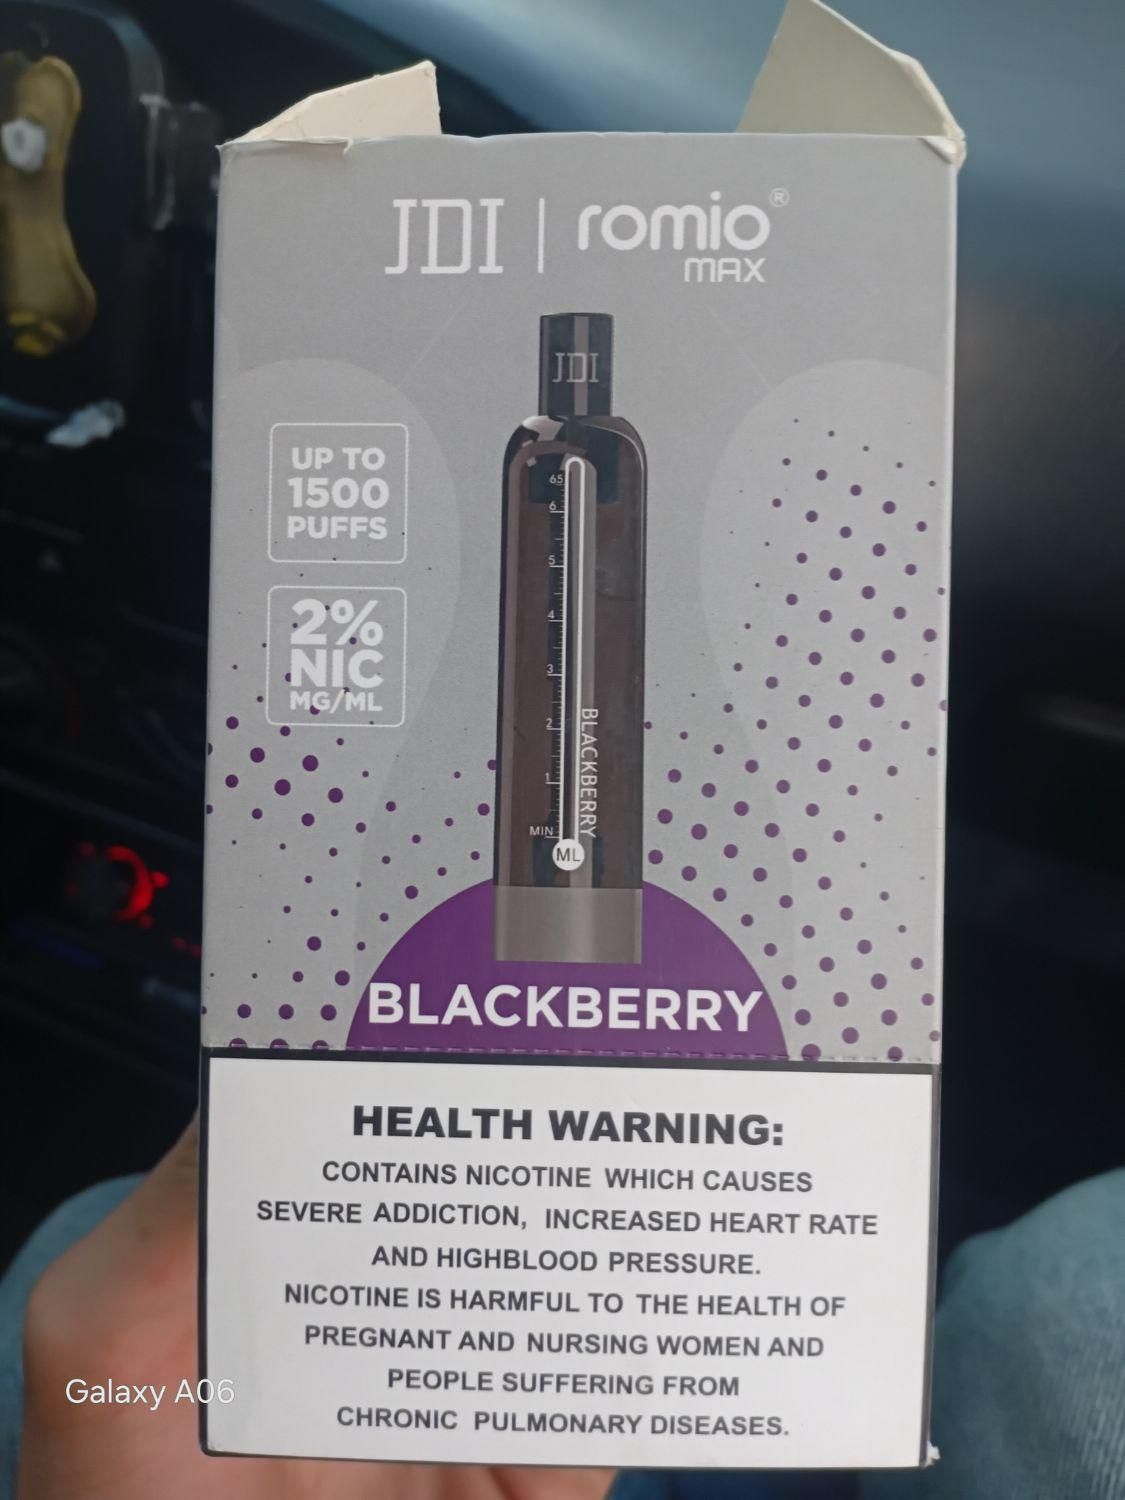 JDI | romio®
MAX
JDI
UP TO
1500
PUFFS
2%
NIC
MG/ML
65
6
5
4
3
2
1
MIN
ML
BLACKBERRY
BLACKBERRY
HEALTH WARNING:
CONTAINS NICOTINE WHICH CAUSES
SEVERE ADDICTION, INCREASED HEART RATE
AND HIGHBLOOD PRESSURE.
NICOTINE IS HARMFUL TO THE HEALTH OF
PREGNANT AND NURSING WOMEN AND
PEOPLE SUFFERING FROM
CHRONIC PULMONARY DISEASES.
Galaxy A06